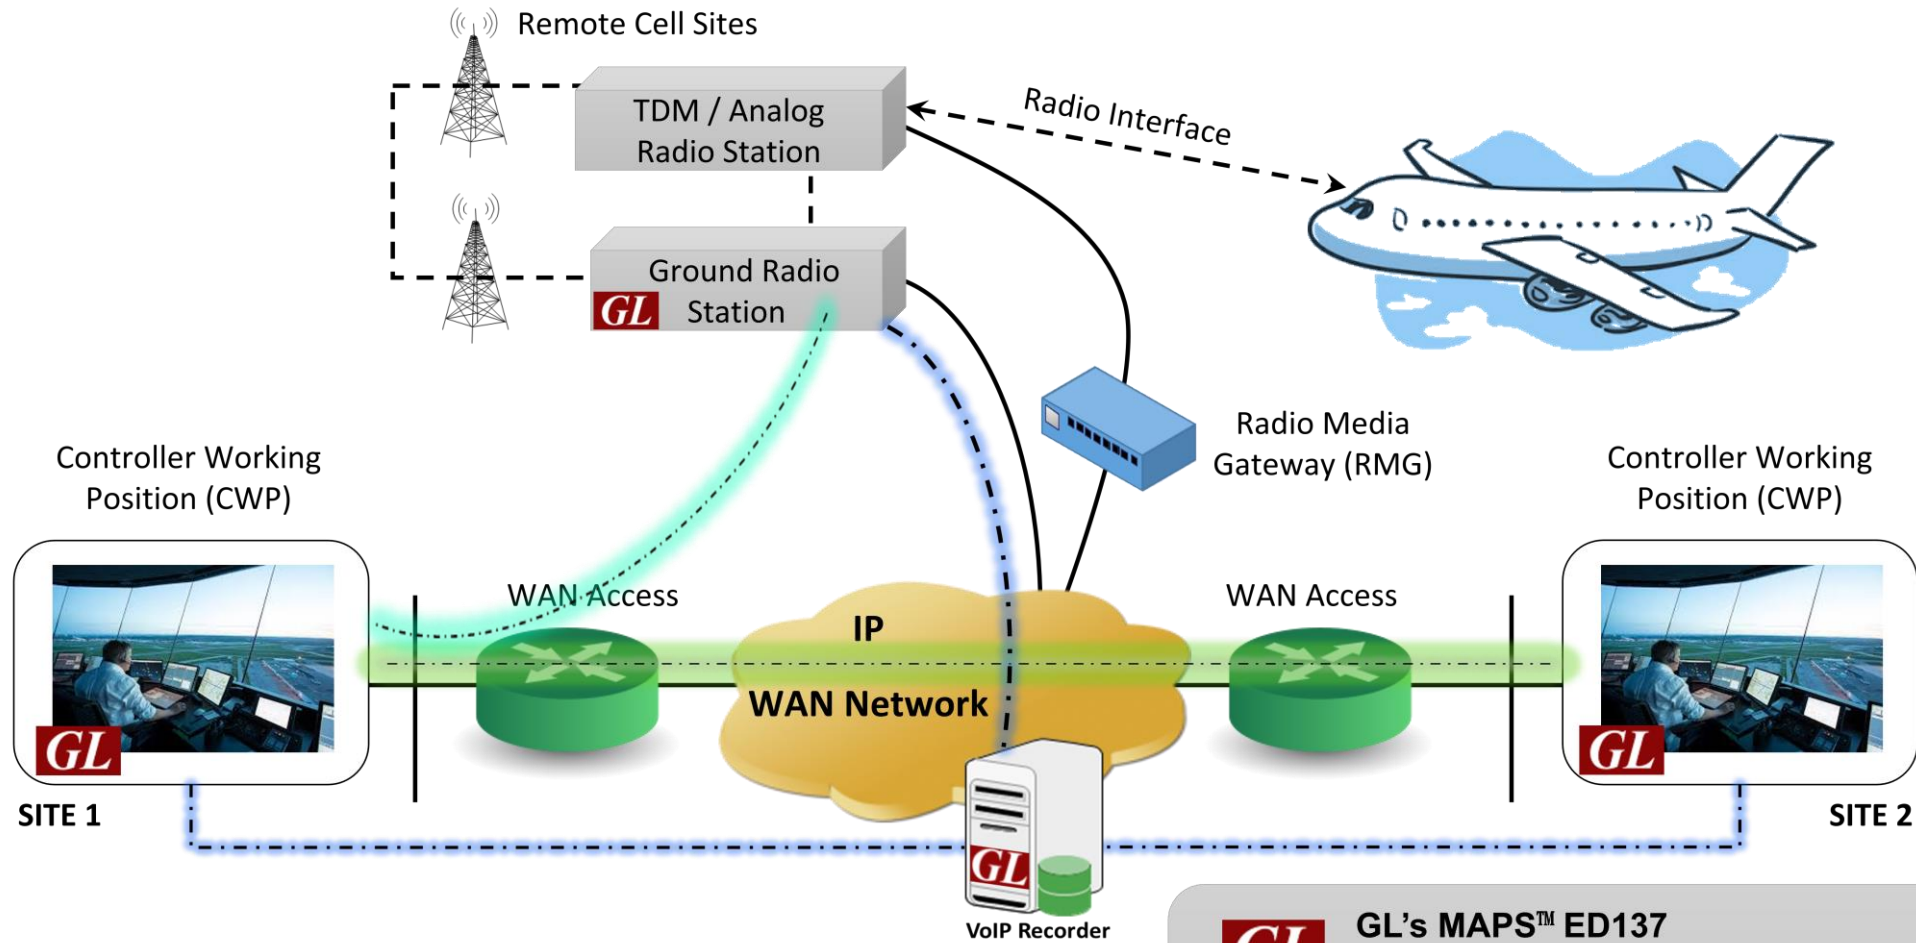 Remote Cell Sites
TDM / Analog
Radio Station
Radio Interface
Ground Radio
Station
GL
Radio Media
Gateway (RMG)
Controller Working
Position (CWP)
Controller Working
Position (CWP)
WAN Access
WAN Access
IP
WAN Network
GL
GL
SITE 1
SITE 2
GL
VoIP Recorder
GL
GL's MAPS™ ED137